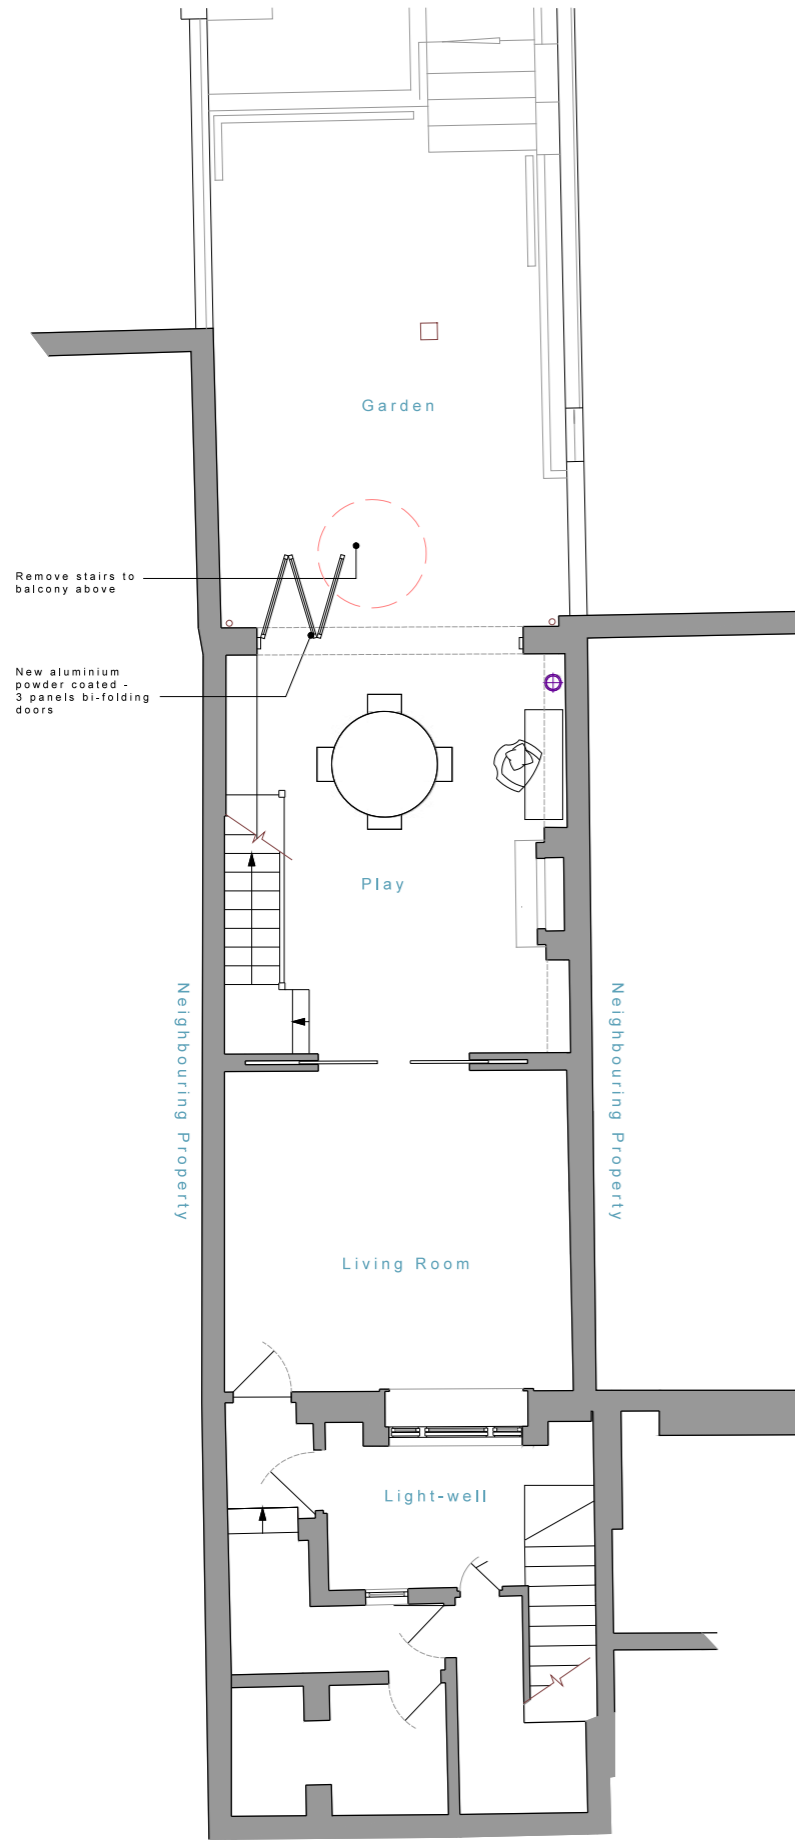 Garden
Remove stairs to
balcony above
New aluminium
powder coated -
3 panels bi-folding
doors
Play
Neighbouring Property
Neighbouring Property
Living Room
Light-well